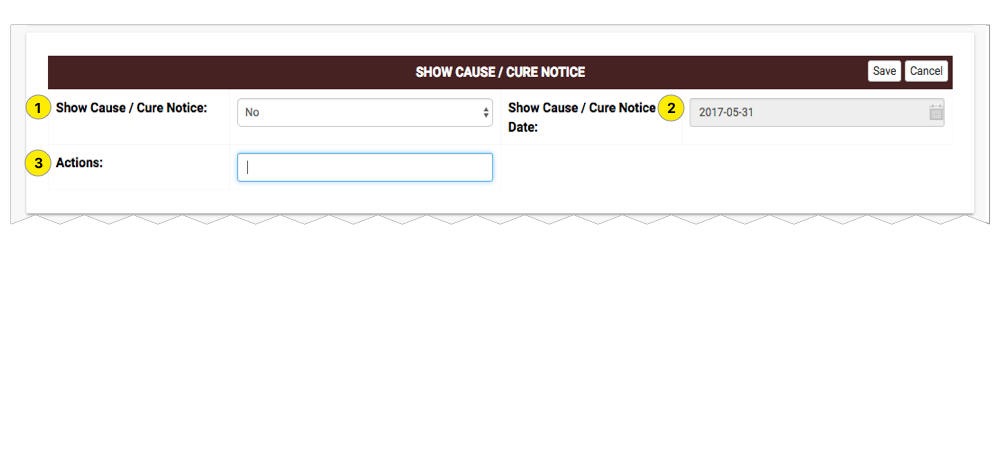 SHOW CAUSE / CURE NOTICE
Save Cancel
1 Show Cause / Cure Notice: No Show Cause / Cure Notice 2 2017-05-31
Date:
3 Actions: